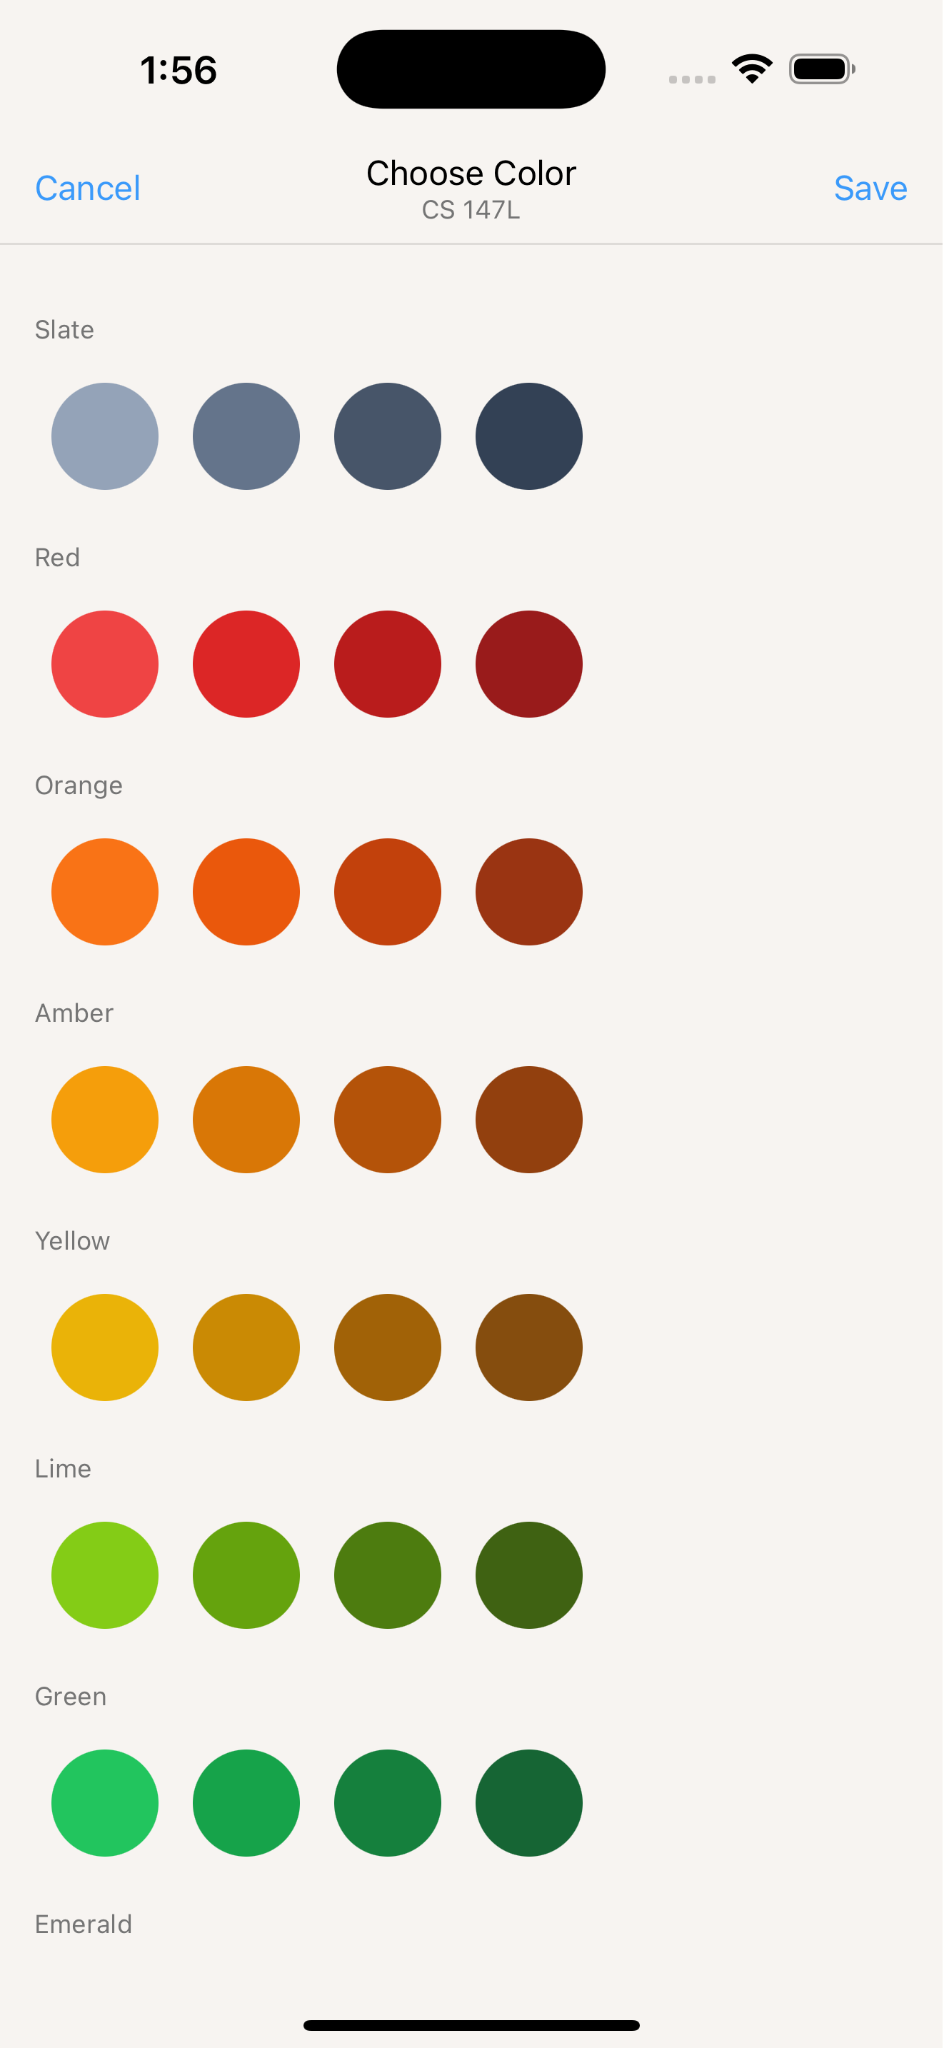 1:56
Cancel
Choose Color
CS 147L
Save
Slate
Red
Orange
Amber
Yellow
Lime
Green
Emerald